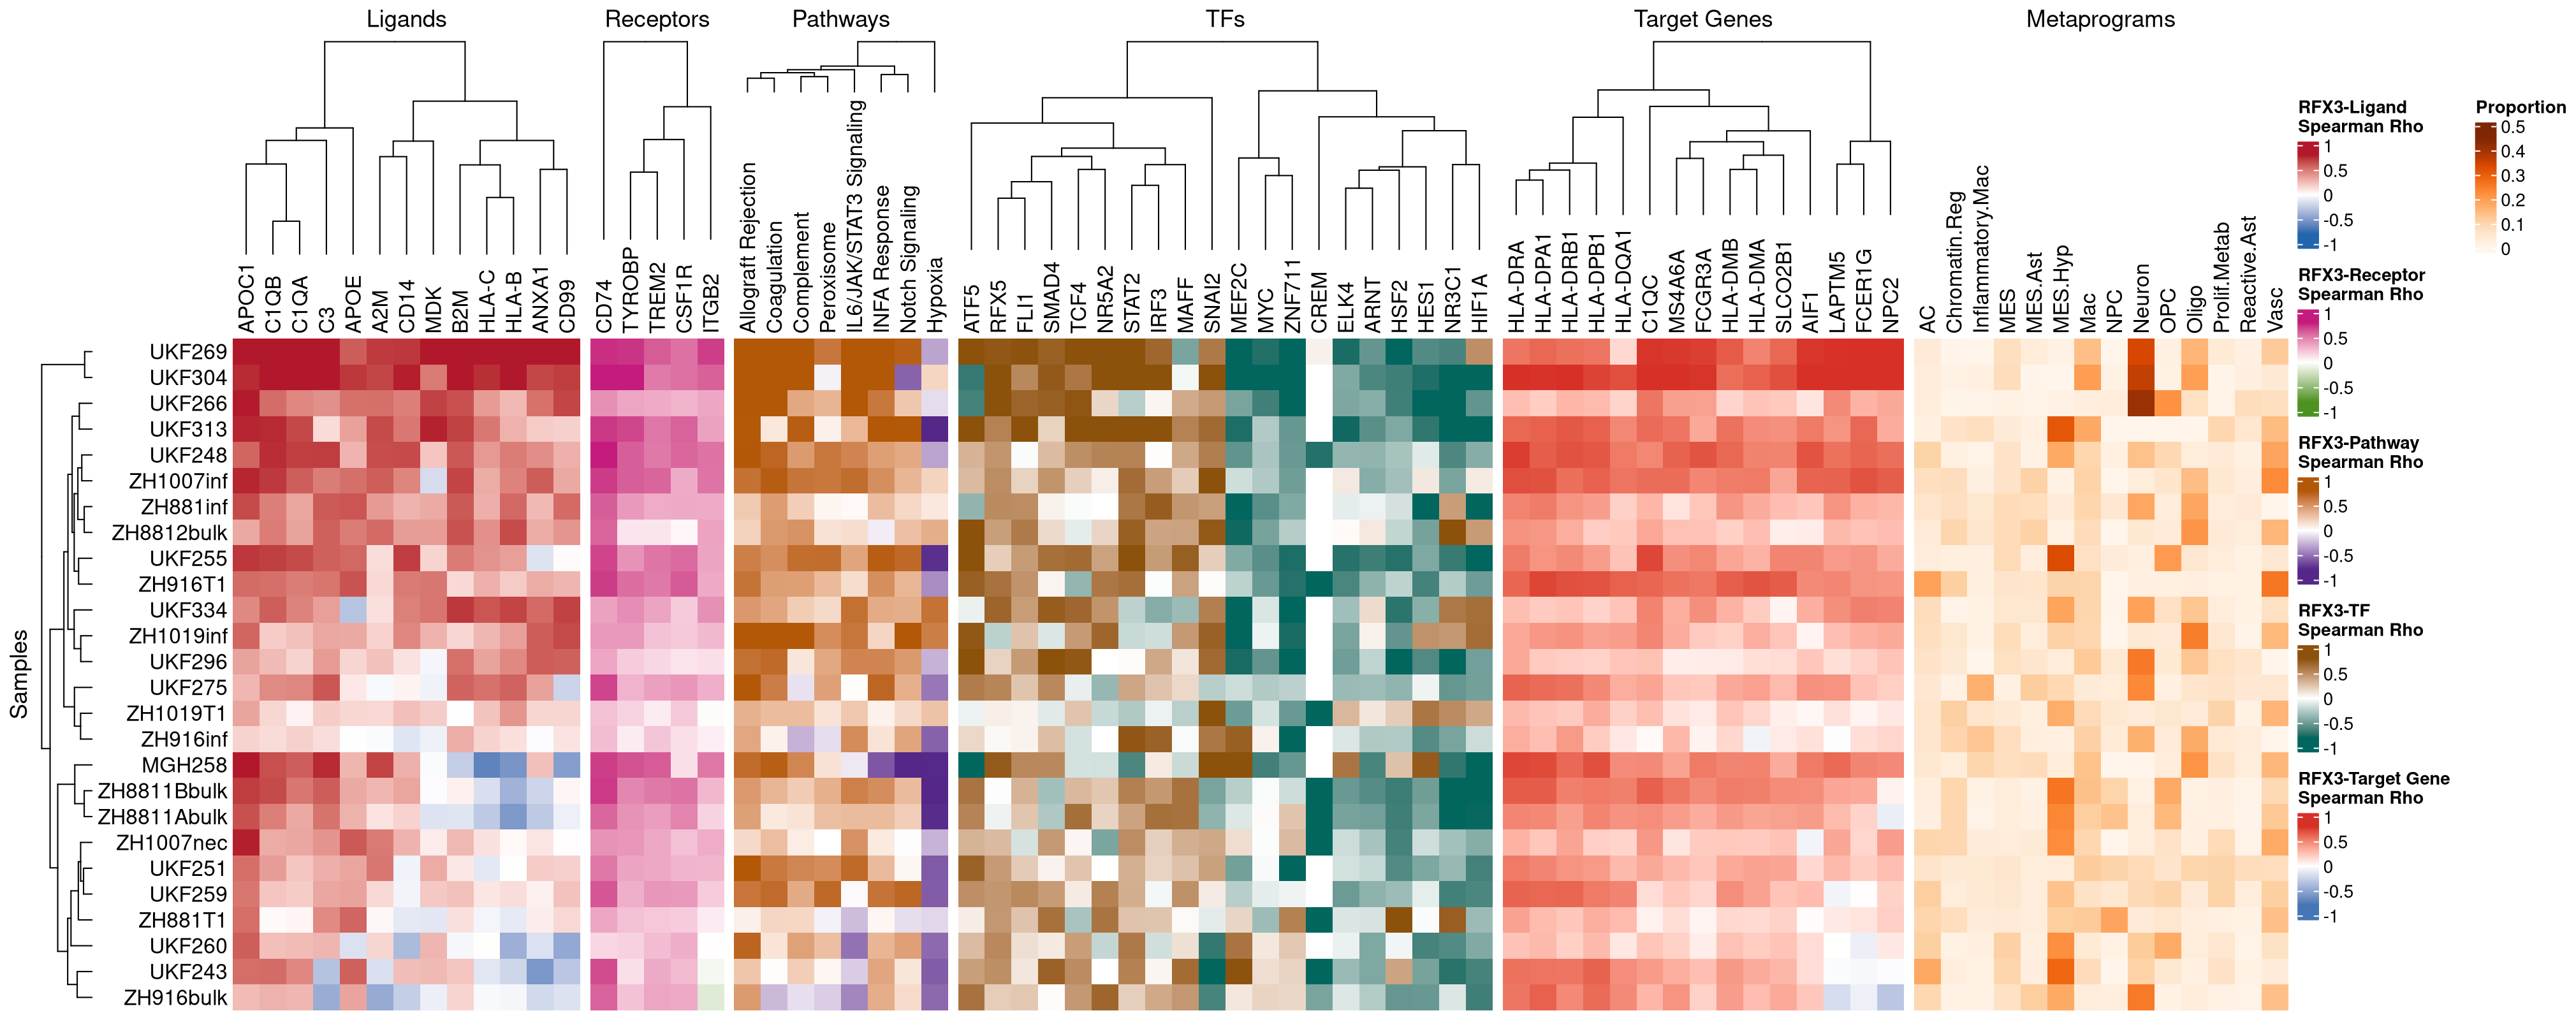 Ligands
Receptors
Pathways
TFs
Target Genes
Metaprograms
APOC1
C1QB
C1QA
C3
APOE
A2M
CD14
MDK
B2M
HLA-C
HLA-B
ANXA1
CD99
CD74
TYROBP
TREM2
CSF1R
ITGB2
Allograft Rejection
Coagulation
Complement
Peroxisome
IL6/JAK/STAT3 Signaling
INFA Response
Notch Signaling
Hypoxia
ATF5
RFX5
FLI1
SMAD4
TCF4
NR5A2
STAT2
IRF3
MAFF
SNAI2
MEF2C
MYC
ZNF711
CREM
ELK4
ARNT
HSF2
HES1
NR3C1
HIF1A
HLA-DRA
HLA-DPA1
HLA-DRB1
HLA-DPB1
HLA-DQA1
C1QC
MS4A6A
FCGR3A
HLA-DMB
HLA-DMA
SLCO2B1
AIF1
LAPTM5
FCER1G
NPC2
AC
Chromatin.Reg
Inflammatory.Mac
MES
MES.Ast
MES.Hyp
Mac
NPC
Neuron
OPC
Oligo
Prolif.Metab
Reactive.Ast
Vasc
Samples
UKF269
UKF304
UKF266
UKF313
UKF248
ZH1007inf
ZH881inf
ZH8812bulk
UKF255
ZH916T1
UKF334
ZH1019inf
UKF296
UKF275
ZH1019T1
ZH916inf
MGH258
ZH8811Bbulk
ZH8811Abulk
ZH1007nec
UKF251
UKF259
ZH881T1
UKF260
UKF243
ZH916bulk
RFX3-Ligand
Spearman Rho
1
0.5
0
-0.5
-1
RFX3-Receptor
Spearman Rho
1
0.5
0
-0.5
-1
RFX3-Pathway
Spearman Rho
1
0.5
0
-0.5
-1
RFX3-TF
Spearman Rho
1
0.5
0
-0.5
-1
RFX3-Target Gene
Spearman Rho
1
0.5
0
-0.5
-1
Proportion
0.5
0.4
0.3
0.2
0.1
0